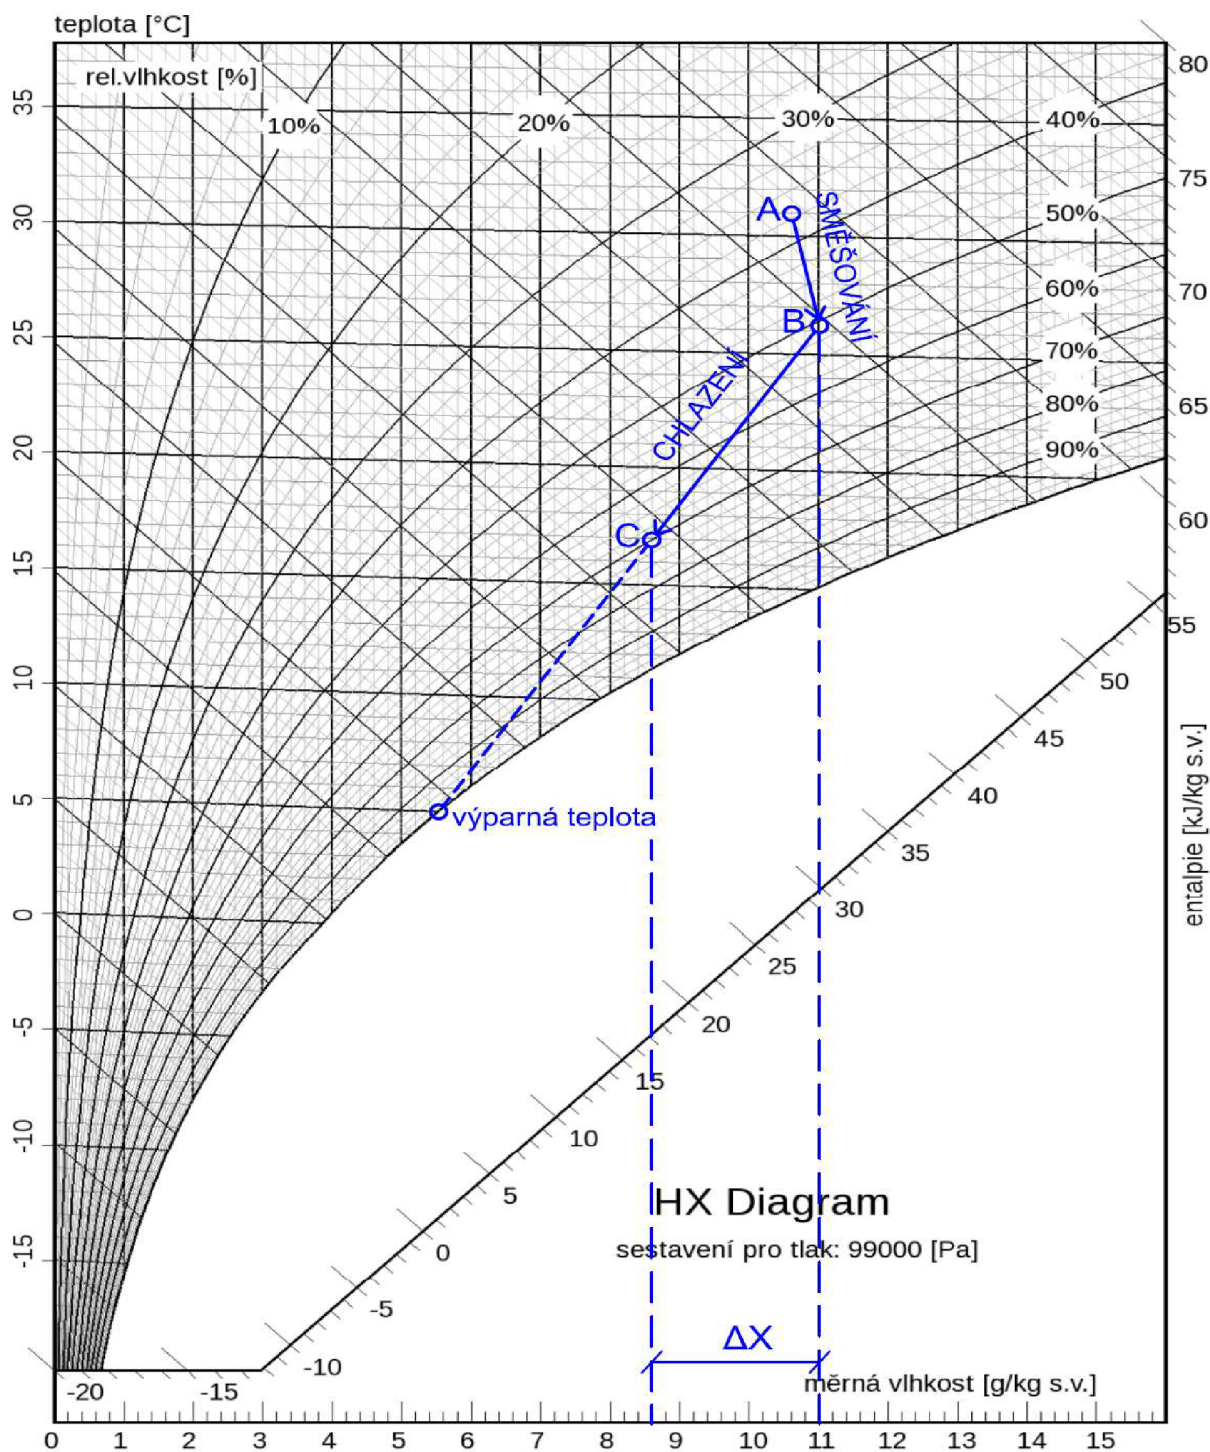 teplota [°C]
rel.vlhkost [%]
10%
20%
30%
40%
50%
60%
70%
80%
90%
80
75
70
65
60
55
50
45
40
35
30
25
20
15
10
5
0
-5
-10
-15
-20
entalpie [kJ/kg s.v.]
35
30
25
20
15
10
5
0
-5
-10
-15
A
SMĚŠOVÁNÍ
B
CHLAZENÍ
C
výparná teplota
HX Diagram
sestavení pro tlak: 99000 [Pa]
ΔX
měrná vlhkost [g/kg s.v.]
0 1 2 3 4 5 6 7 8 9 10 11 12 13 14 15